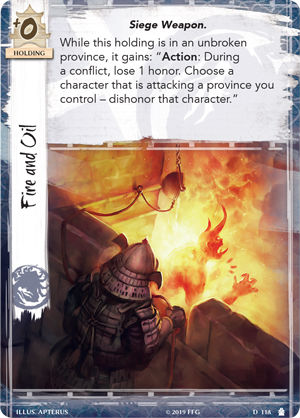 +0
HOLDING
Siege Weapon.
While this holding is in an unbroken
province, it gains: “Action: During
a conflict, lose 1 honor. Choose a
character that is attacking a province you
control – dishonor that character.”
Fire and Oil
ILLUS. APTERUS
© 2019 FFG
D 118